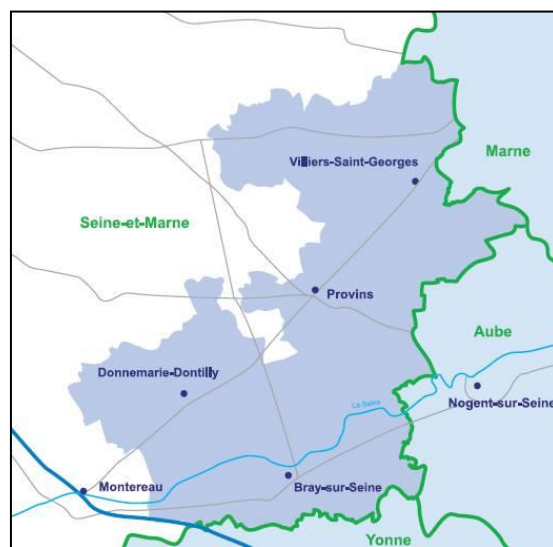 Marne
Villiers-Saint-Georges
Seine-et-Marne
Provins
Aube
Donnemarie-Dontilly
La Seine
Nogent-sur-Seine
Montereau
Bray-sur-Seine
Yonne